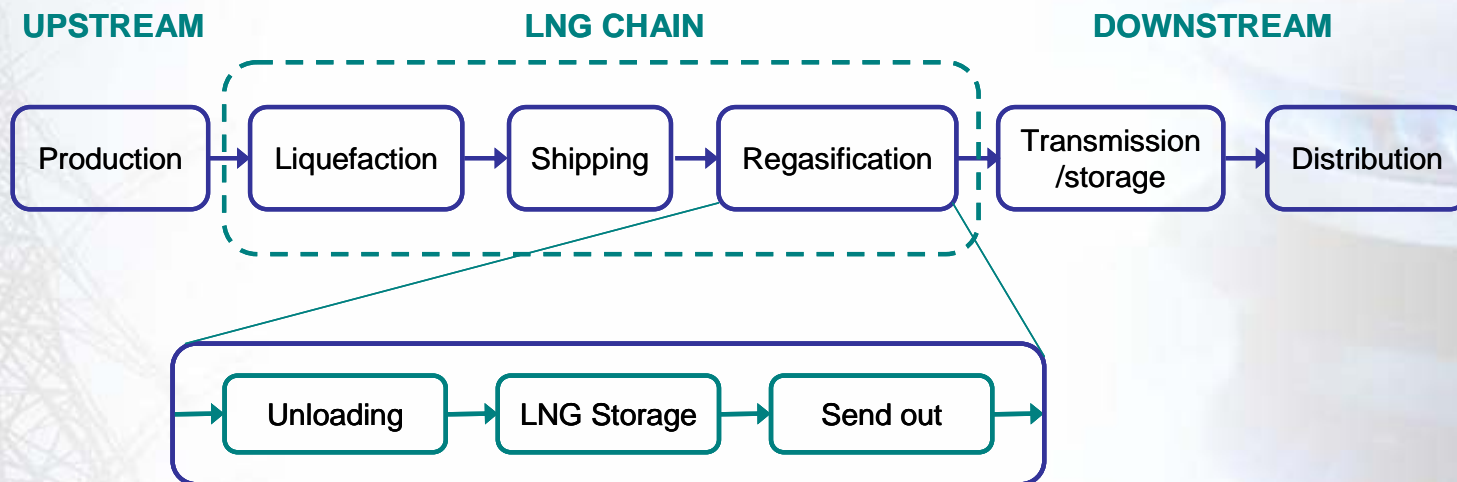 UPSTREAM
LNG CHAIN
DOWNSTREAM
Production
Liquefaction
Shipping
Regasification
Transmission
/storage
Distribution
Unloading
LNG Storage
Send out